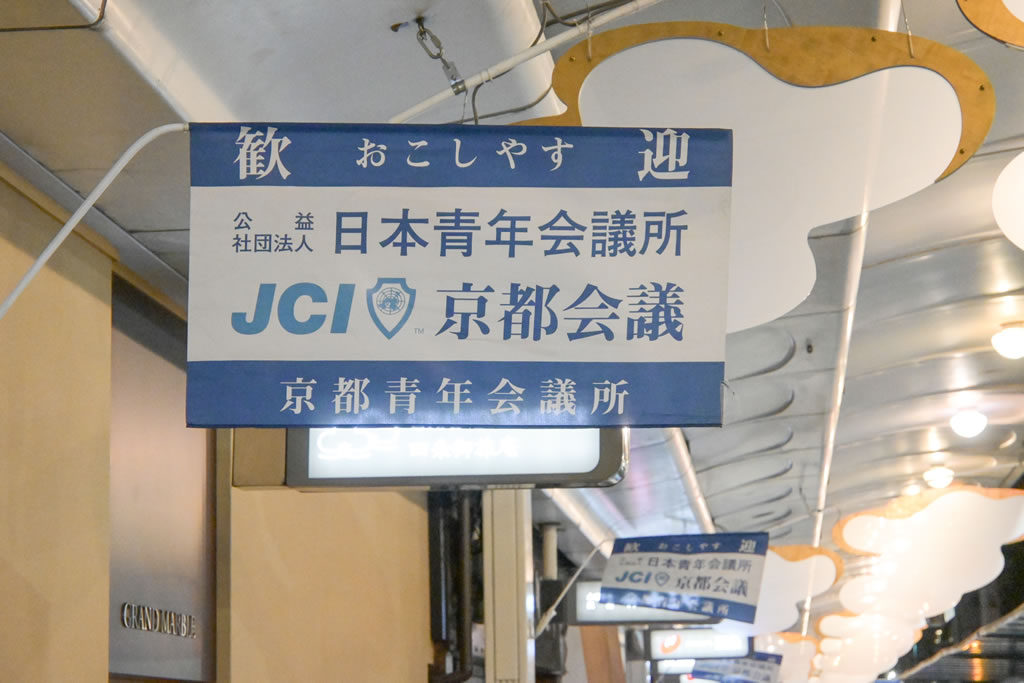 歓 おこしやす 迎
公益
社団法人 日本青年会議所
JCI TM 京都会議
京都青年会議所
GRAND MARBLE
歓 おこしやす 迎
日本青年会議所
JCI 京都会議